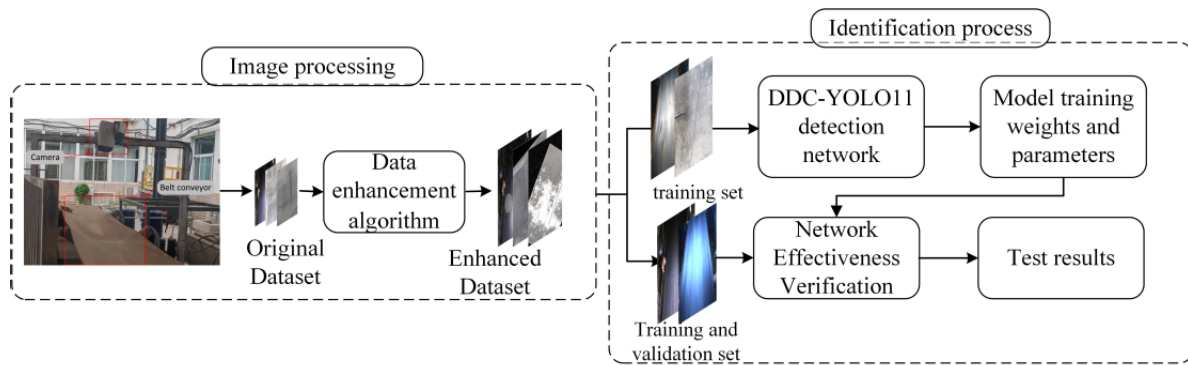 Image processing
Camera
Belt conveyor
Original
Dataset
Data
enhancement
algorithm
Enhanced
Dataset
Identification process
training set
DDC-YOLO11
detection
network
Model training
weights and
parameters
Training and
validation set
Network
Effectiveness
Verification
Test results